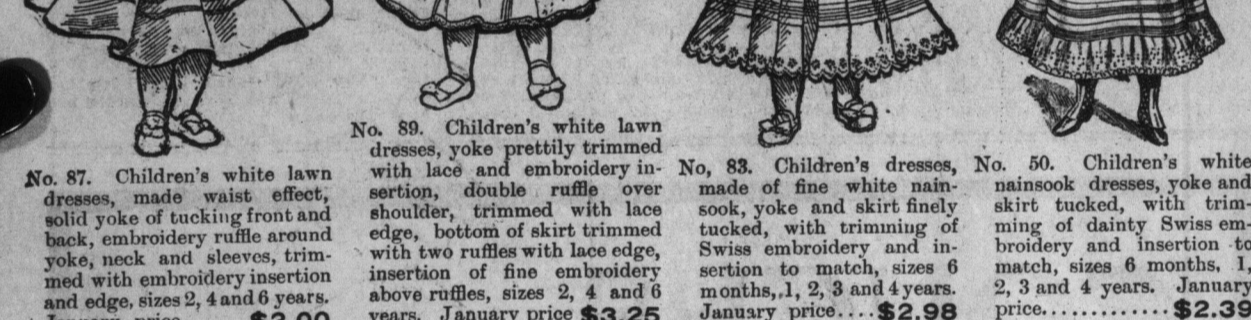 No. 87. Children's white lawn
dresses, made waist effect,
solid yoke of tucking front and
back, embroidery ruffle around
yoke, neck and sleeves, trim-
med with embroidery insertion
and edge, sizes 2, 4 and 6 years.
January price
No. 89. Children's white lawn
dresses, yoke prettily trimmed
with lace and embroidery in-
sertion, double ruffle over
shoulder, trimmed with lace
edge, bottom of skirt trimmed
with two ruffles with lace edge,
insertion of fine embroidery
above ruffles, sizes 2, 4 and 6
years. January price $3.25
No, 83. Children's dresses,
made of fine white nain-
sook, yoke and skirt finely
tucked, with trimming of
Swiss embroidery and in-
sertion to match, sizes 6
months, 1, 2, 3 and 4 years.
January price....$2.98
No. 50. Children's white
nainsook dresses, yoke and
skirt tucked, with trim-
ming of dainty Swiss em-
broidery and insertion to
match, sizes 6 months, 1,
2, 3 and 4 years. January
price.............$2.39